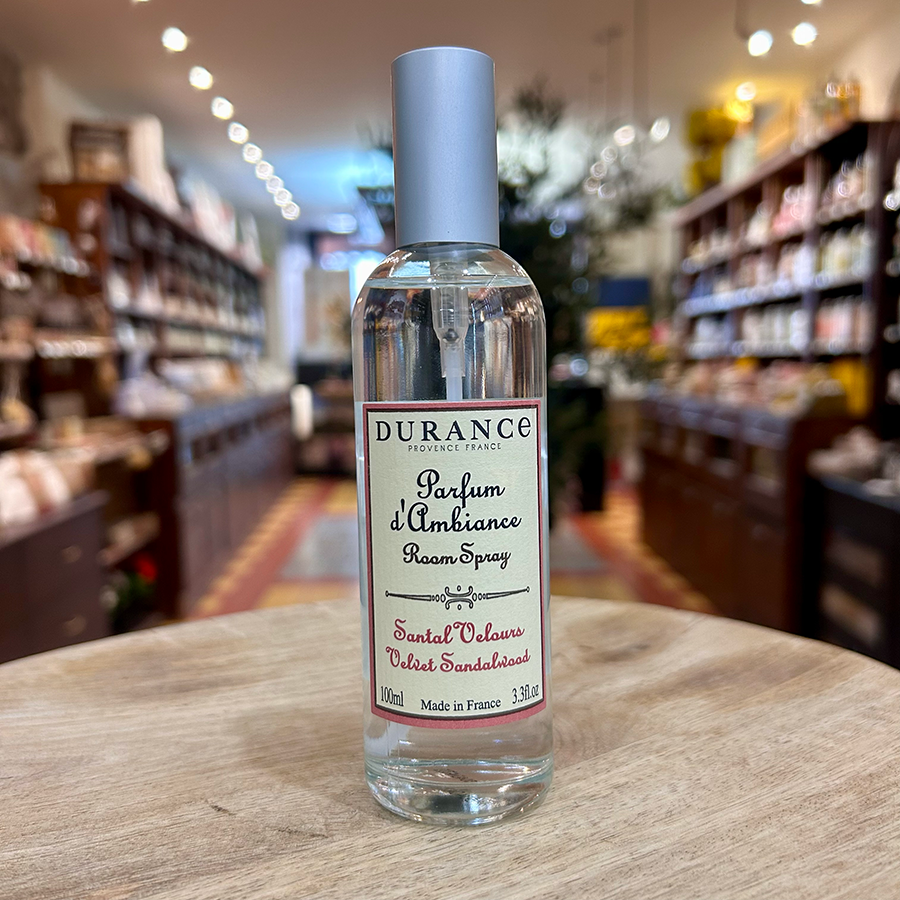 DURANCE
PROVENCE FRANCE
Parfum
d'Ambiance
Room Spray
Santal Velours
Velvet Sandalwood
100ml Made in France 3.3fl.oz